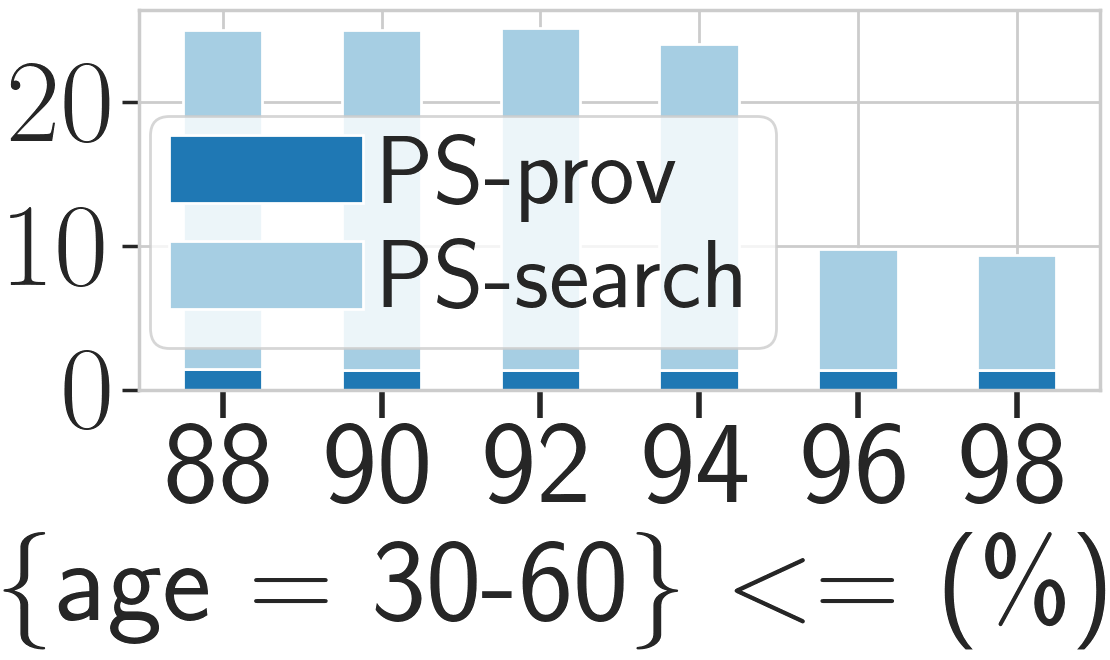 20
10
0
PS-prov
PS-search
88 90 92 94 96 98
{age = 30-60} <= (%)